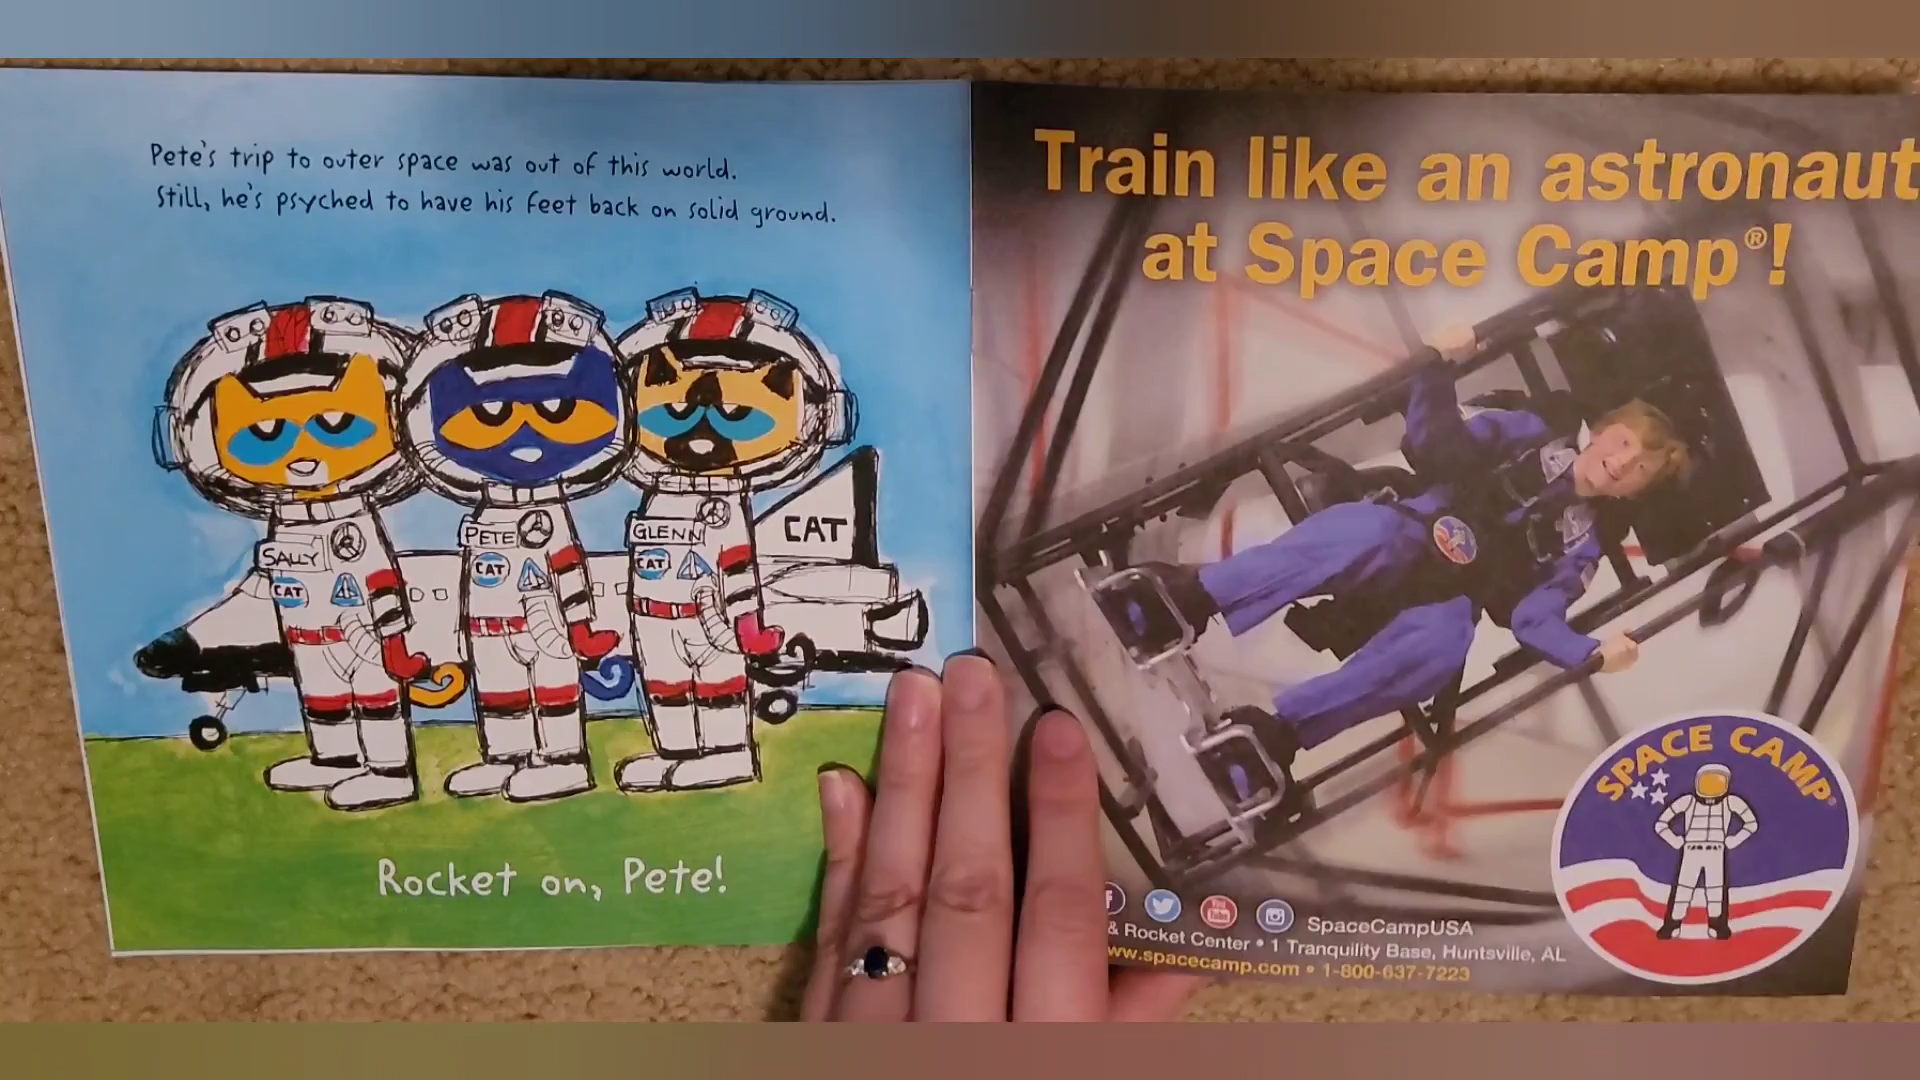 Pete's trip to outer space was out of this world.
Still, he's psyched to have his feet back on solid ground.
SALLY
CAT
PETE
CAT
GLENN
CAT
CAT
Rocket on, Pete!
Train like an astronaut
at Space Camp®!
SPACE CAMP®
You
Tube
SpaceCampUSA
& Rocket Center • 1 Tranquility Base, Huntsville, AL
www.spacecamp.com • 1-800-637-7223